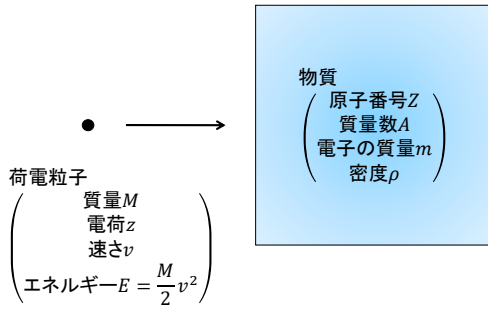 物質
原子番号Z
質量数A
電子の質量m
密度ρ
荷電粒子
質量M
電荷z
速さv
エネルギーE = M/2 v²